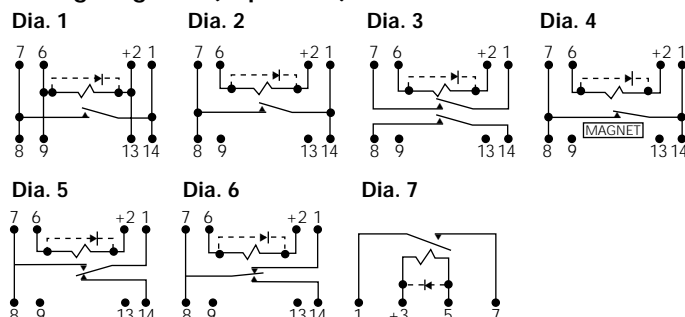 Dia. 1 Dia. 2 Dia. 3 Dia. 4
7 6 +2 1 7 6 +2 1 7 6 +2 1 7 6 +2 1
MAGNET
8 9 13 14 8 9 13 14 8 9 13 14 8 9 13 14
Dia. 5 Dia. 6 Dia. 7
7 6 +2 1 7 6 +2 1
8 9 13 14 8 9 13 14 1 +3 5 7